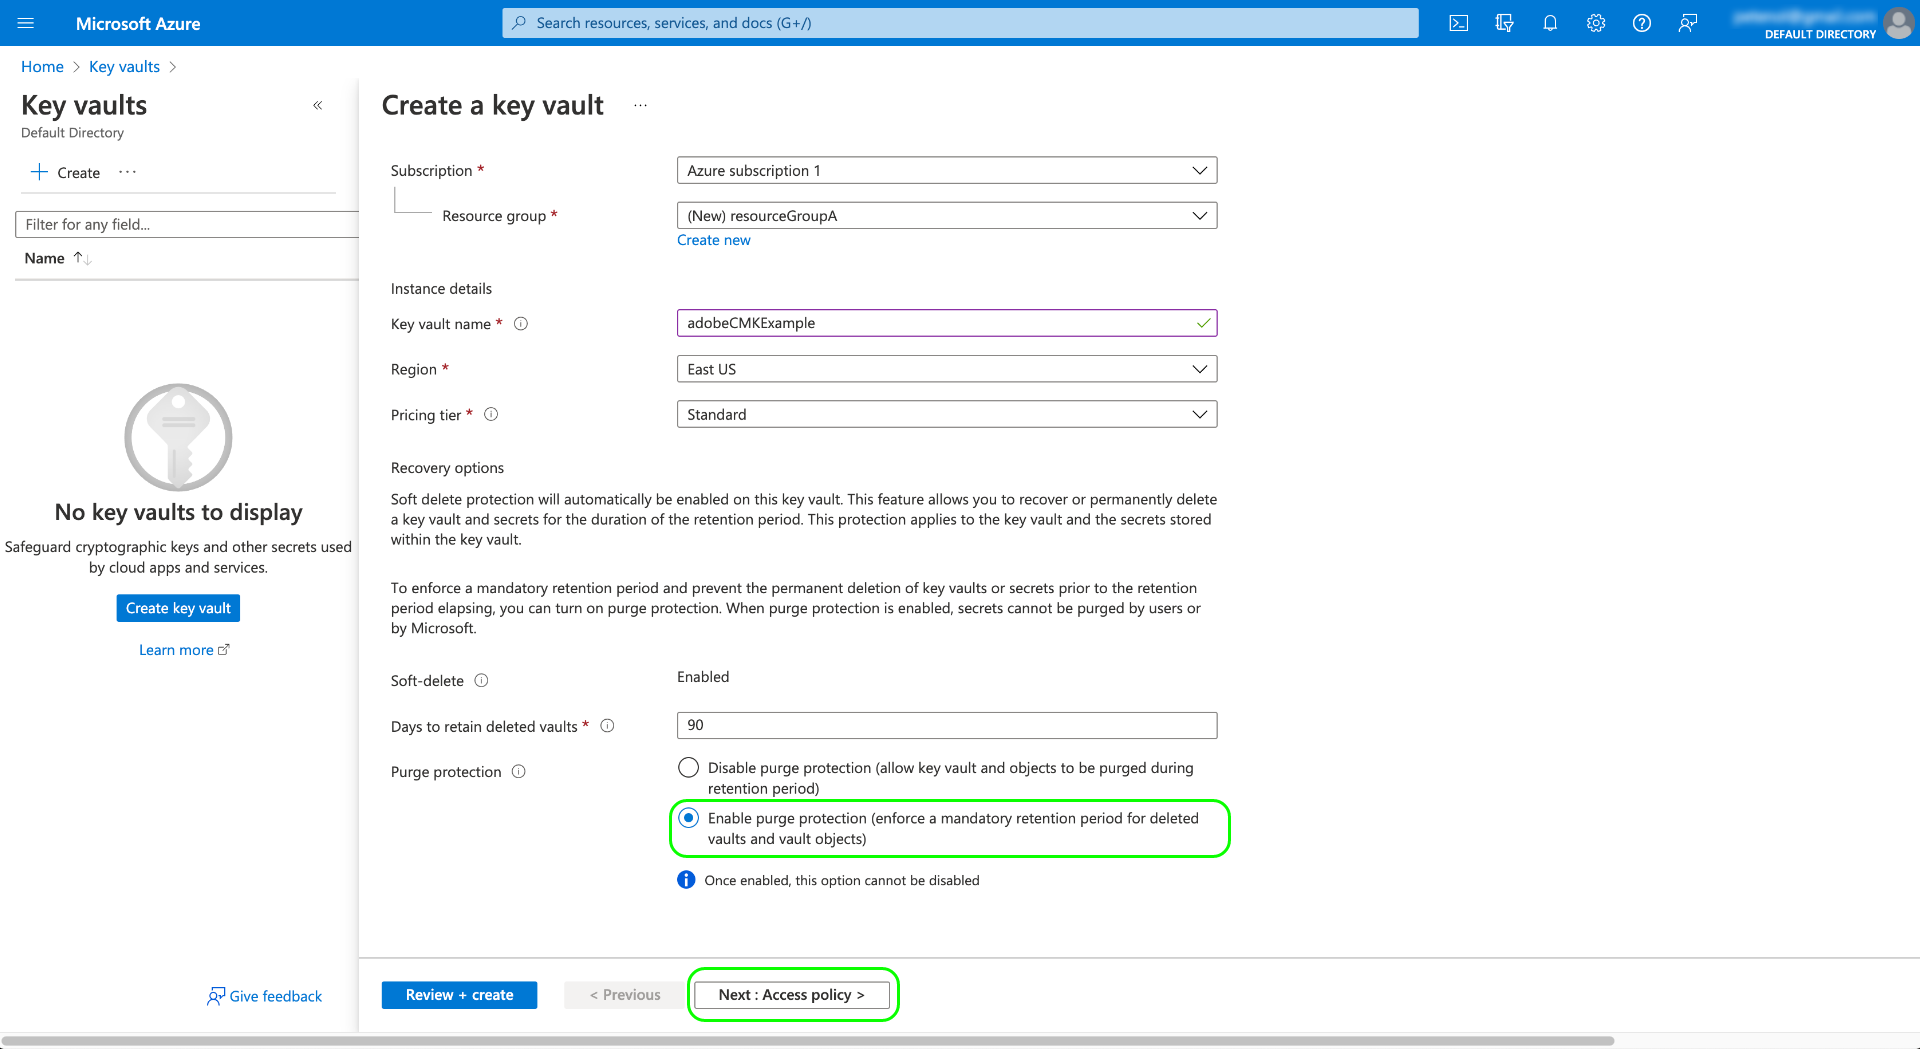 Microsoft Azure
Search resources, services, and docs (G+/)
DEFAULT DIRECTORY
Home > Key vaults >
Key vaults
«
Default Directory
+ Create ...
Filter for any field...
Name ↑↓
No key vaults to display
Safeguard cryptographic keys and other secrets used
by cloud apps and services.
Create key vault
Learn more
Give feedback
Create a key vault ...
Subscription *
Azure subscription 1
Resource group *
(New) resourceGroupA
Create new
Instance details
Key vault name *
adobeCMKExample
Region *
East US
Pricing tier *
Standard
Recovery options
Soft delete protection will automatically be enabled on this key vault. This feature allows you to recover or permanently delete
a key vault and secrets for the duration of the retention period. This protection applies to the key vault and the secrets stored
within the key vault.
To enforce a mandatory retention period and prevent the permanent deletion of key vaults or secrets prior to the retention
period elapsing, you can turn on purge protection. When purge protection is enabled, secrets cannot be purged by users or
by Microsoft.
Soft-delete
Enabled
Days to retain deleted vaults *
90
Purge protection
Disable purge protection (allow key vault and objects to be purged during
retention period)
Enable purge protection (enforce a mandatory retention period for deleted
vaults and vault objects)
Once enabled, this option cannot be disabled
Review + create
< Previous
Next : Access policy >